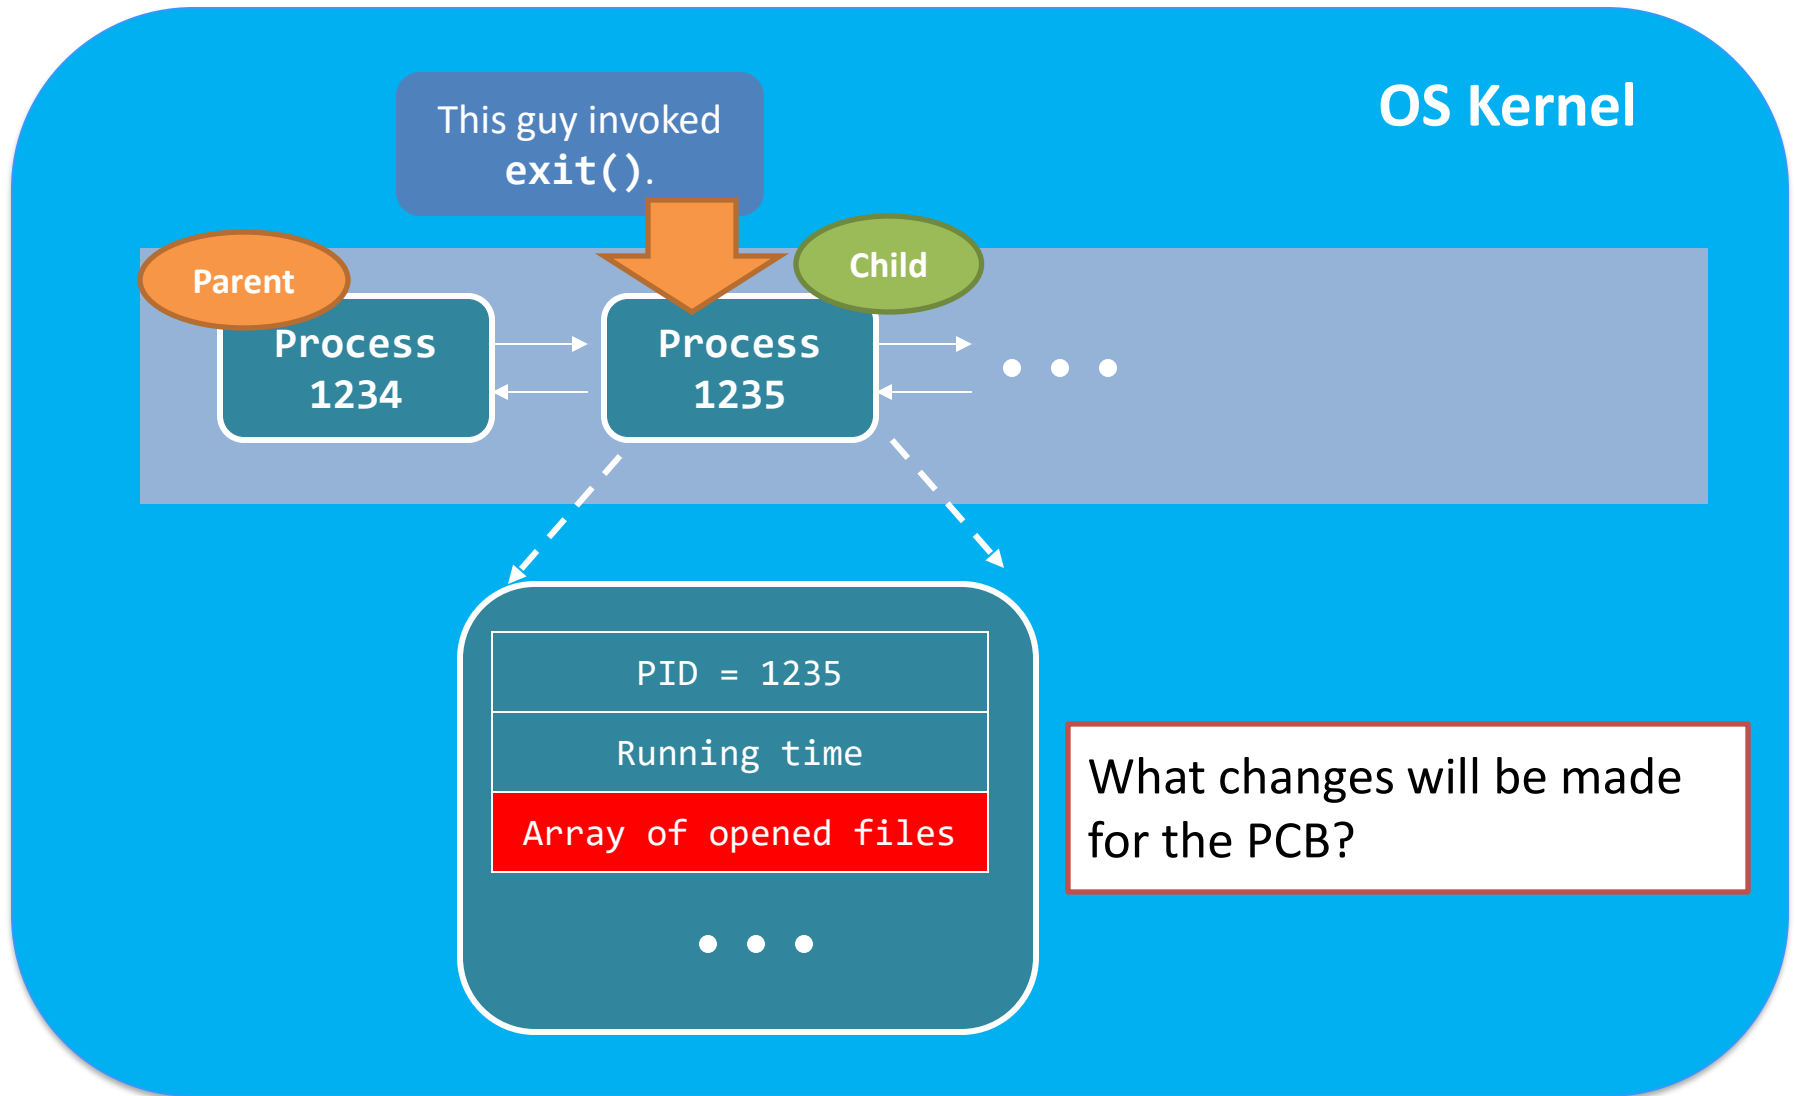 OS Kernel
This guy invoked
exit().
Parent
Child
Process
1234
Process
1235
PID = 1235
Running time
Array of opened files
What changes will be made
for the PCB?